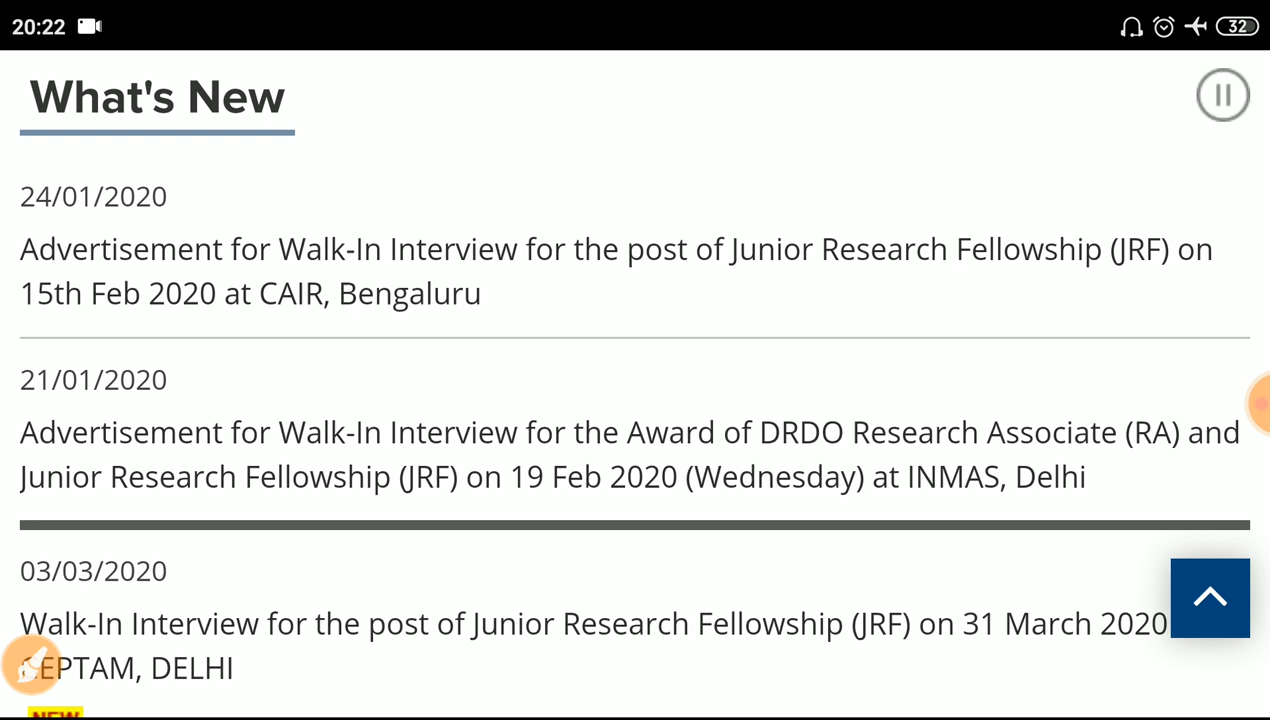 20:22
32
What's New
24/01/2020
Advertisement for Walk-In Interview for the post of Junior Research Fellowship (JRF) on
15th Feb 2020 at CAIR, Bengaluru
21/01/2020
Advertisement for Walk-In Interview for the Award of DRDO Research Associate (RA) and
Junior Research Fellowship (JRF) on 19 Feb 2020 (Wednesday) at INMAS, Delhi
03/03/2020
Walk-In Interview for the post of Junior Research Fellowship (JRF) on 31 March 2020
CEPTAM, DELHI
NEW